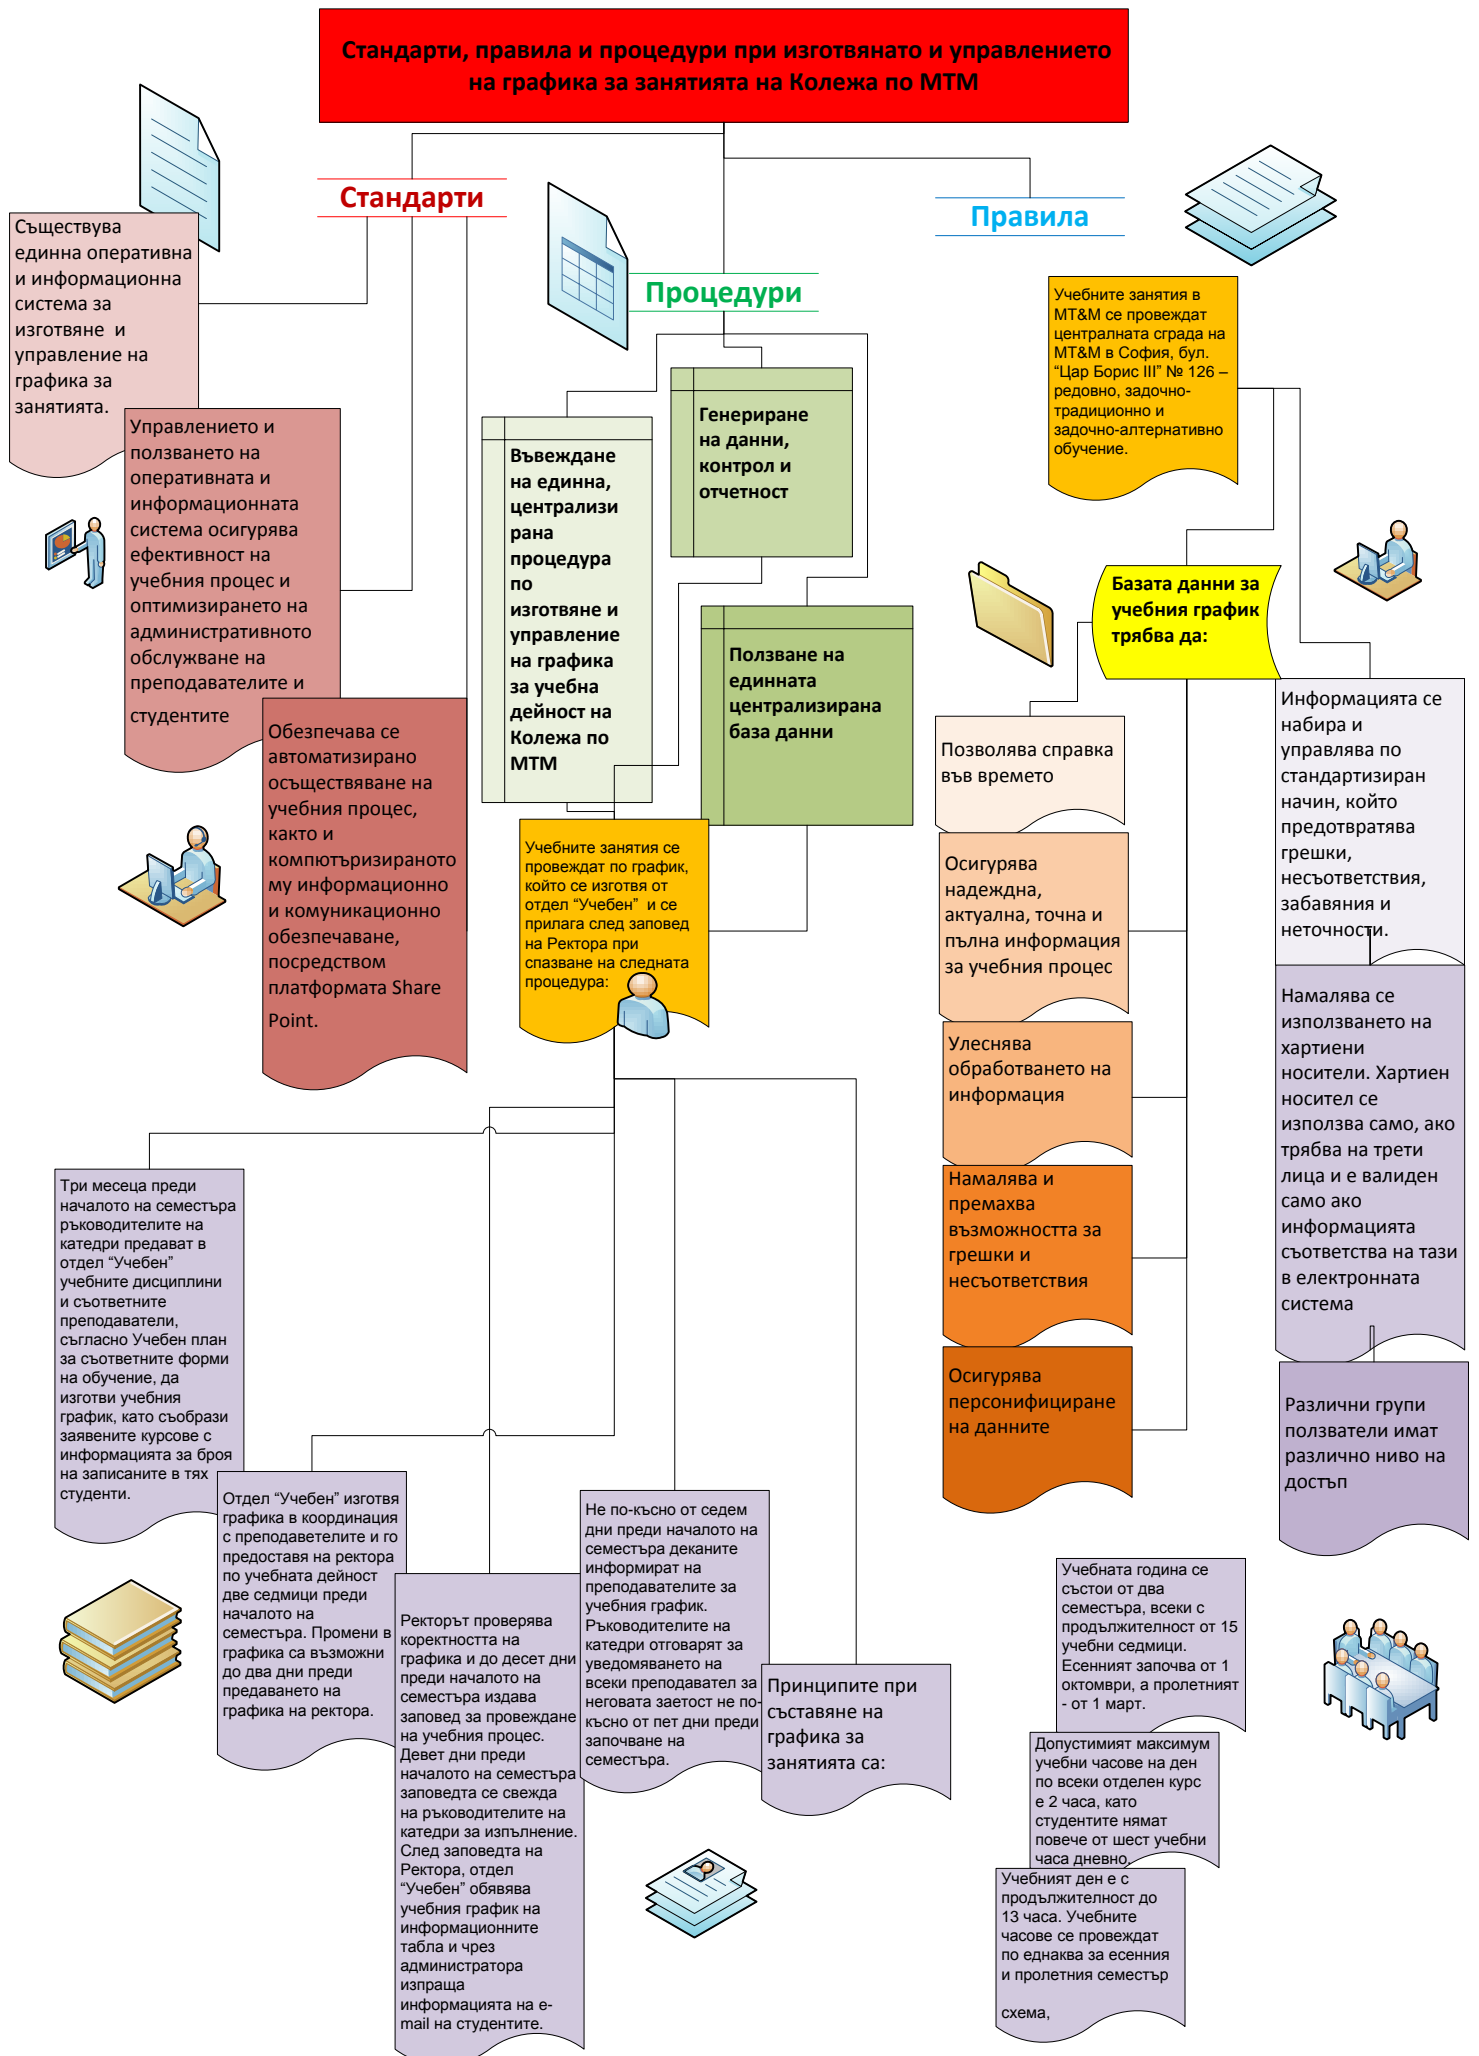 Стандарти, правила и процедури при изготвянато и управлението
на графика за занятията на Колежа по МТМ
Стандарти
Съществува
единна оперативна
и информационна
система за
изготвяне и
управление на
графика за
занятията.
Управлението и
ползването на
оперативната и
информационната
система осигурява
ефективност на
учебния процес и
оптимизирането на
административното
обслужване на
преподавателите и
студентите
Обезпечава се
автоматизирано
осъществяване на
учебния процес,
както и
компютъризираното
му информационно
и комуникационно
обезпечаване,
посредством
платформата Share
Point.
Процедури
Въвеждане
на единна,
централизи
рана
процедура
по
изготвяне и
управление
на графика
за учебна
дейност на
Колежа по
МТМ
Генериране
на данни,
контрол и
отчетност
Ползване на
единната
централизирана
база данни
Учебните занятия се
провеждат по график,
който се изготвя от
отдел “Учебен” и се
прилага след заповед
на Ректора при
спазване на следната
процедура:
Три месеца преди
началото на семестъра
ръководителите на
катедри предават в
отдел “Учебен”
учебните дисциплини
и съответните
преподаватели,
съгласно Учебен план
за съответните форми
на обучение, да
изготви учебния
график, като съобрази
заявените курсове с
информацията за броя
на записаните в тях
студенти.
Отдел “Учебен” изготвя
графика в координация
с преподаветелите и го
предоставя на ректора
по учебната дейност
две седмици преди
началото на
семестъра. Промени в
графика са възможни
до два дни преди
предаването на
графика на ректора.
Ректорът проверява
коректността на
графика и до десет дни
преди началото на
семестъра издава
заповед за провеждане
на учебния процес.
Девет дни преди
началото на семестъра
заповедта се свежда
на ръководителите на
катедри за изпълнение.
След заповедта на
Ректора, отдел
“Учебен” обявява
учебния график на
информационните
табла и чрез
администратора
изпраща
информацията на e-
mail на студентите.
Не по-късно от седем
дни преди началото на
семестъра деканите
информират на
преподавателите за
учебния график.
Ръководителите на
катедри отговарят за
уведомяването на
всеки преподавател за
неговата заетост не по-
късно от пет дни преди
започване на
семестъра.
Принципите при
съставяне на
графика за
занятията са:
Правила
Учебните занятия в
МТ&М се провеждат
централната сграда на
МТ&М в София, бул.
“Цар Борис III” № 126 –
редовно, задочно-
традиционно и
задочно-алтернативно
обучение.
Базата данни за
учебния график
трябва да:
Позволява справка
във времето
Осигурява
надеждна,
актуална, точна и
пълна информация
за учебния процес
Улеснява
обработването на
информация
Намалява и
премахва
възможността за
грешки и
несъответствия
Осигурява
персонифициране
на данните
Информацията се
набира и
управлява по
стандартизиран
начин, който
предотвратява
грешки,
несъответствия,
забавяния и
неточности.
Намалява се
използването на
хартиени
носители. Хартиен
носител се
използва само, ако
трябва на трети
лица и е валиден
само ако
информацията
съответства на тази
в електронната
система
Различни групи
ползватели имат
различно ниво на
достъп
Учебната година се
състои от два
семестъра, всеки с
продължителност от 15
учебни седмици.
Есенният започва от 1
октомври, а пролетният
- от 1 март.
Допустимият максимум
учебни часове на ден
по всеки отделен курс
е 2 часа, като
студентите нямат
повече от шест учебни
часа дневно.
Учебният ден е с
продължителност до
13 часа. Учебните
часове се провеждат
по еднаква за есенния
и пролетния семестър
схема,